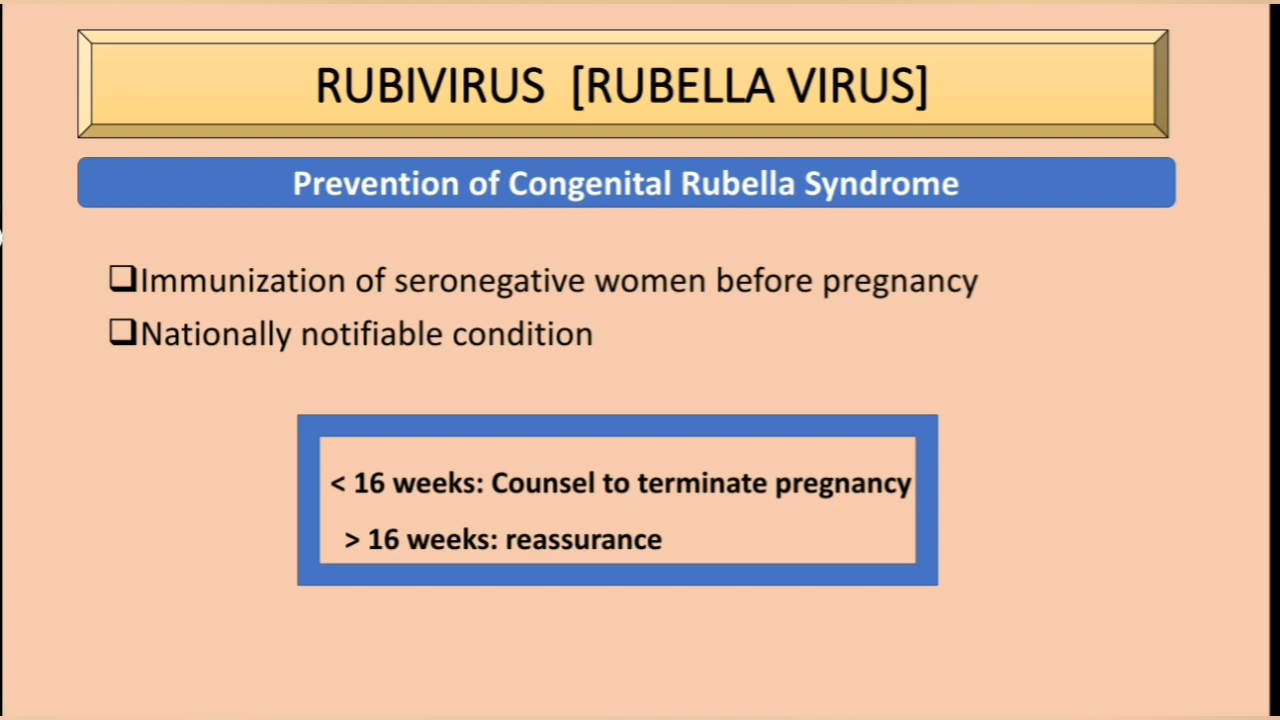 RUBIVIRUS [RUBELLA VIRUS]
Prevention of Congenital Rubella Syndrome
❑Immunization of seronegative women before pregnancy
❑Nationally notifiable condition
< 16 weeks: Counsel to terminate pregnancy
> 16 weeks: reassurance